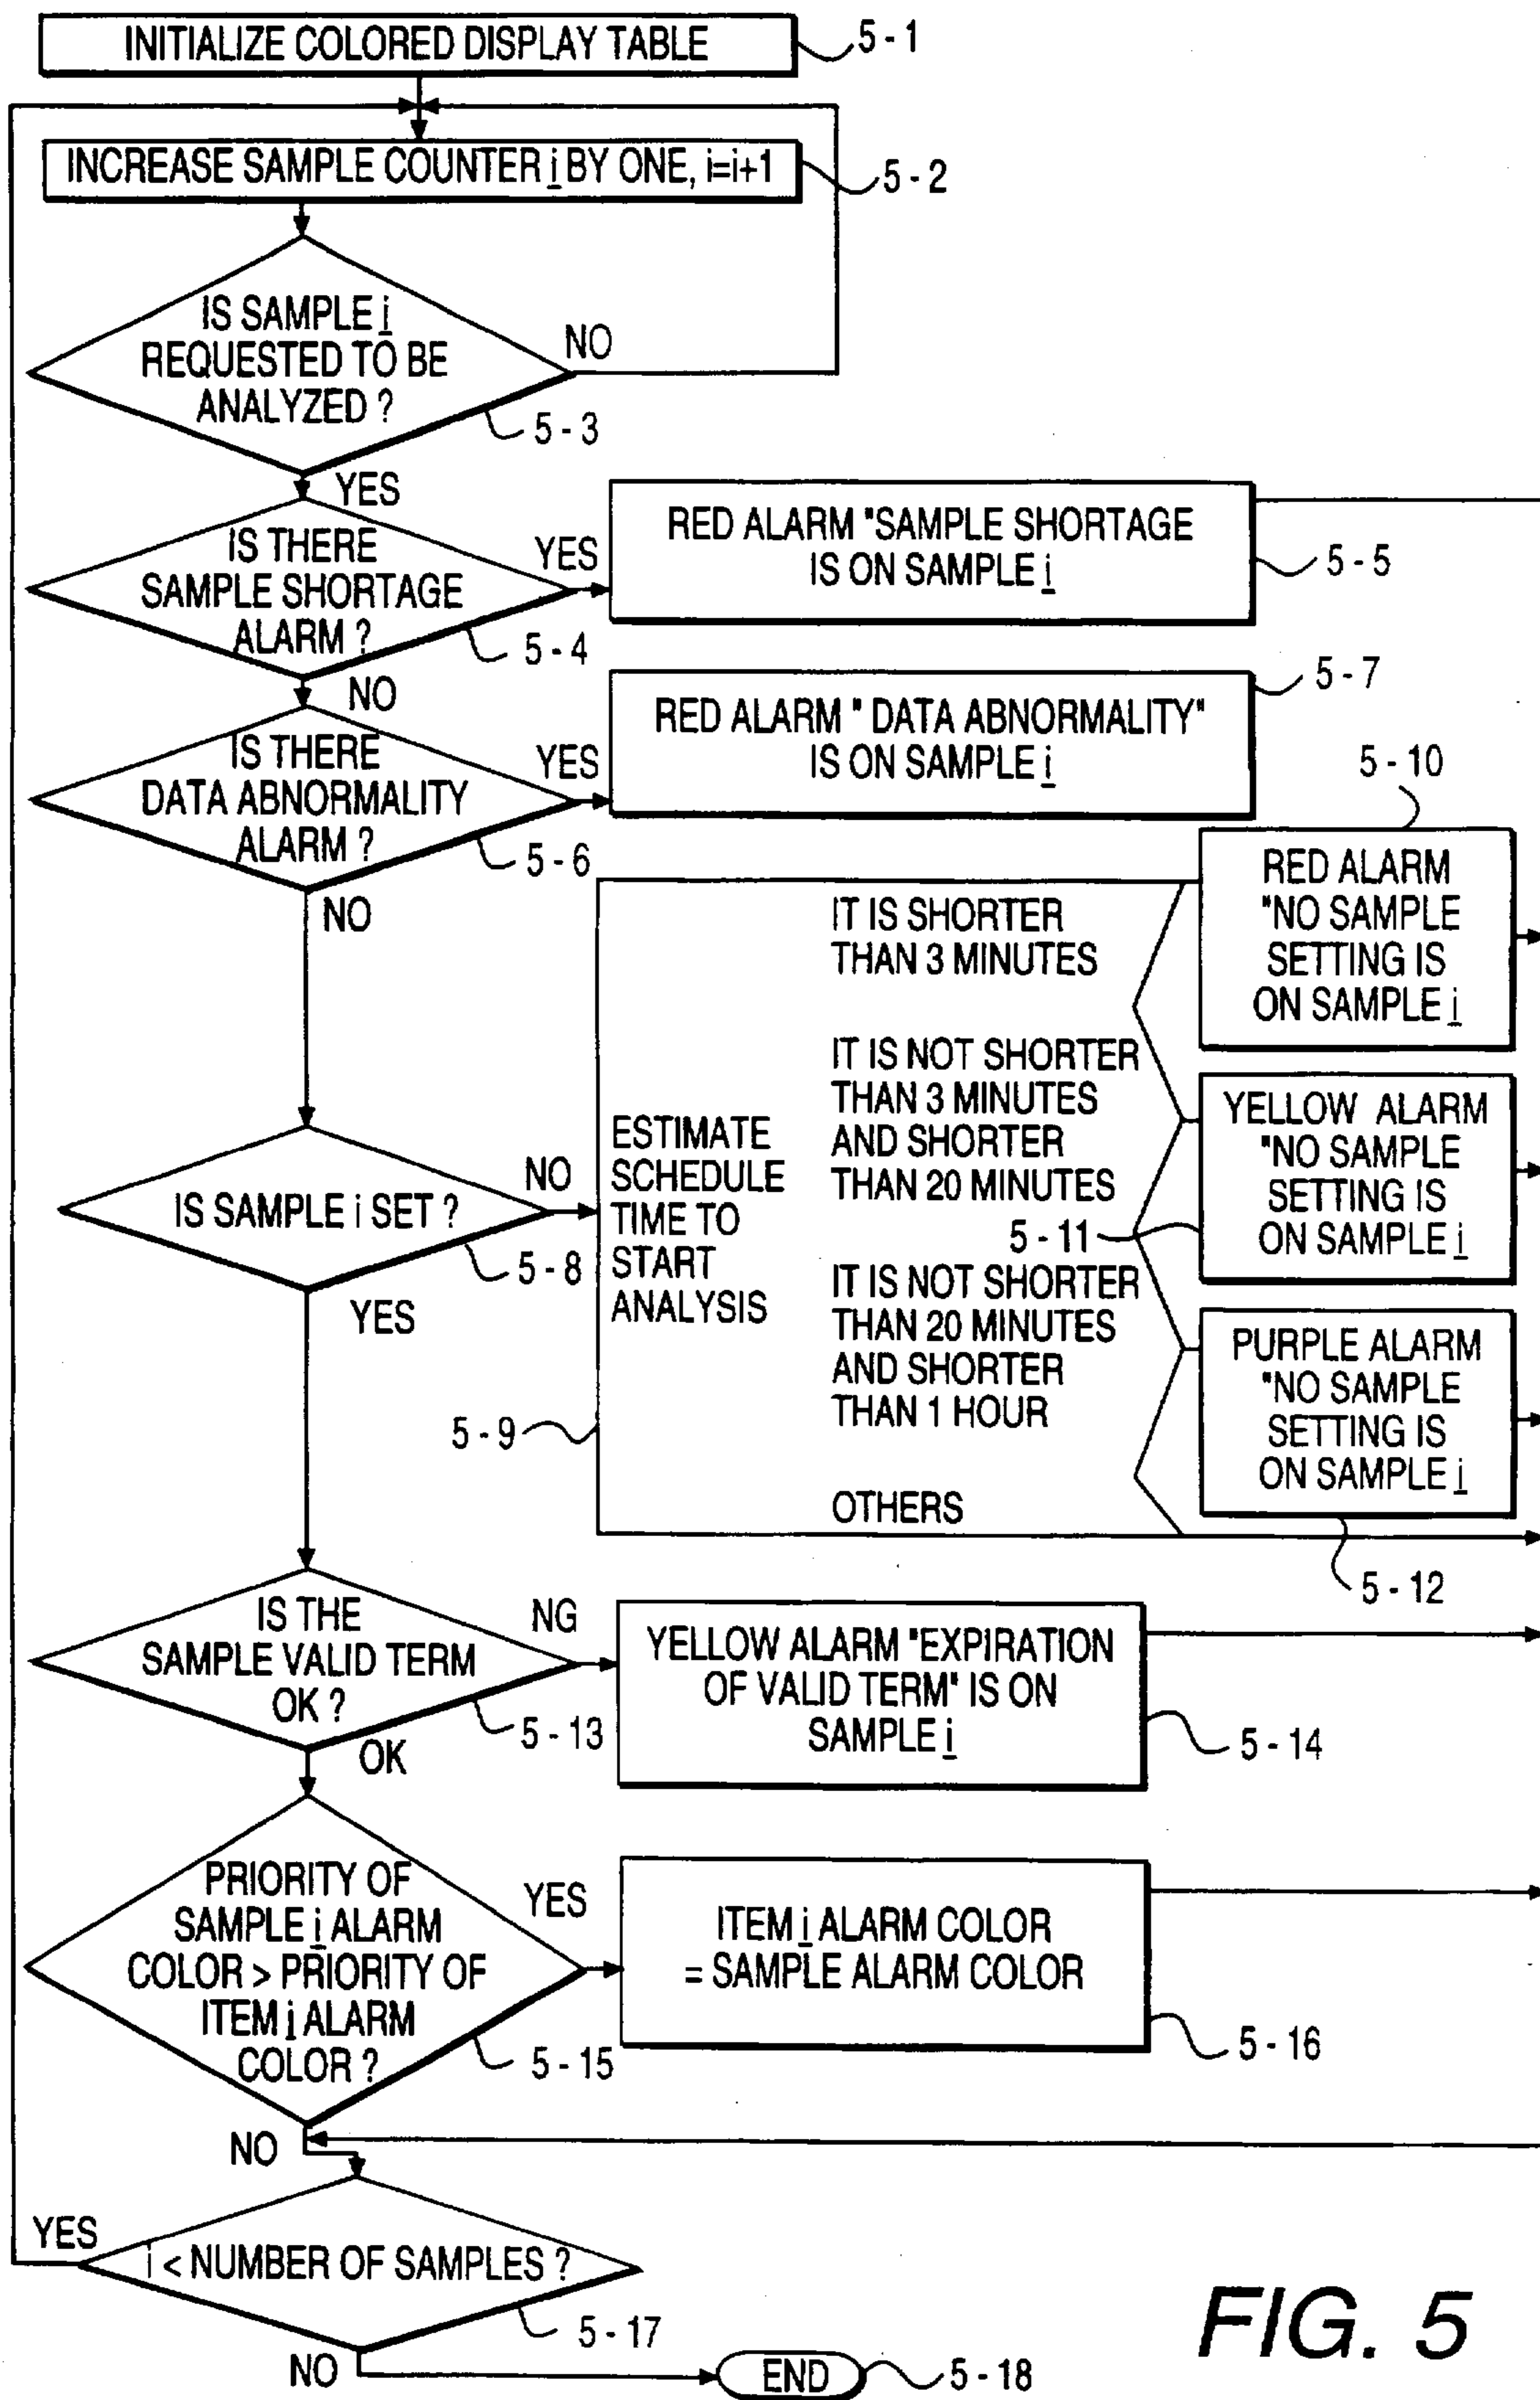 INITIALIZE COLORED DISPLAY TABLE
5-1
INCREASE SAMPLE COUNTER i BY ONE, i=i+1
5-2
IS SAMPLE i
REQUESTED TO BE
ANALYZED ?
NO
5-3
YES
IS THERE
SAMPLE SHORTAGE
ALARM ?
YES
5-4
RED ALARM "SAMPLE SHORTAGE
IS ON SAMPLE i
5-5
NO
IS THERE
DATA ABNORMALITY
ALARM ?
YES
5-6
RED ALARM " DATA ABNORMALITY"
IS ON SAMPLE i
5-7
NO
IS SAMPLE i SET ?
NO
5-8
YES
ESTIMATE
SCHEDULE
TIME TO
START
ANALYSIS
5-9
IT IS SHORTER
THAN 3 MINUTES
IT IS NOT SHORTER
THAN 3 MINUTES
AND SHORTER
THAN 20 MINUTES
IT IS NOT SHORTER
THAN 20 MINUTES
AND SHORTER
THAN 1 HOUR
OTHERS
5-10
RED ALARM
"NO SAMPLE
SETTING IS
ON SAMPLE i
5-11
YELLOW ALARM
"NO SAMPLE
SETTING IS
ON SAMPLE i
PURPLE ALARM
"NO SAMPLE
SETTING IS
ON SAMPLE i
5-12
IS THE
SAMPLE VALID TERM
OK ?
NG
5-13
OK
YELLOW ALARM "EXPIRATION
OF VALID TERM" IS ON
SAMPLE i
5-14
PRIORITY OF
SAMPLE i ALARM
COLOR > PRIORITY OF
ITEM i ALARM
COLOR ?
YES
5-15
ITEM i ALARM COLOR
= SAMPLE ALARM COLOR
5-16
NO
YES
i < NUMBER OF SAMPLES ?
5-17
NO
END
5-18
FIG. 5